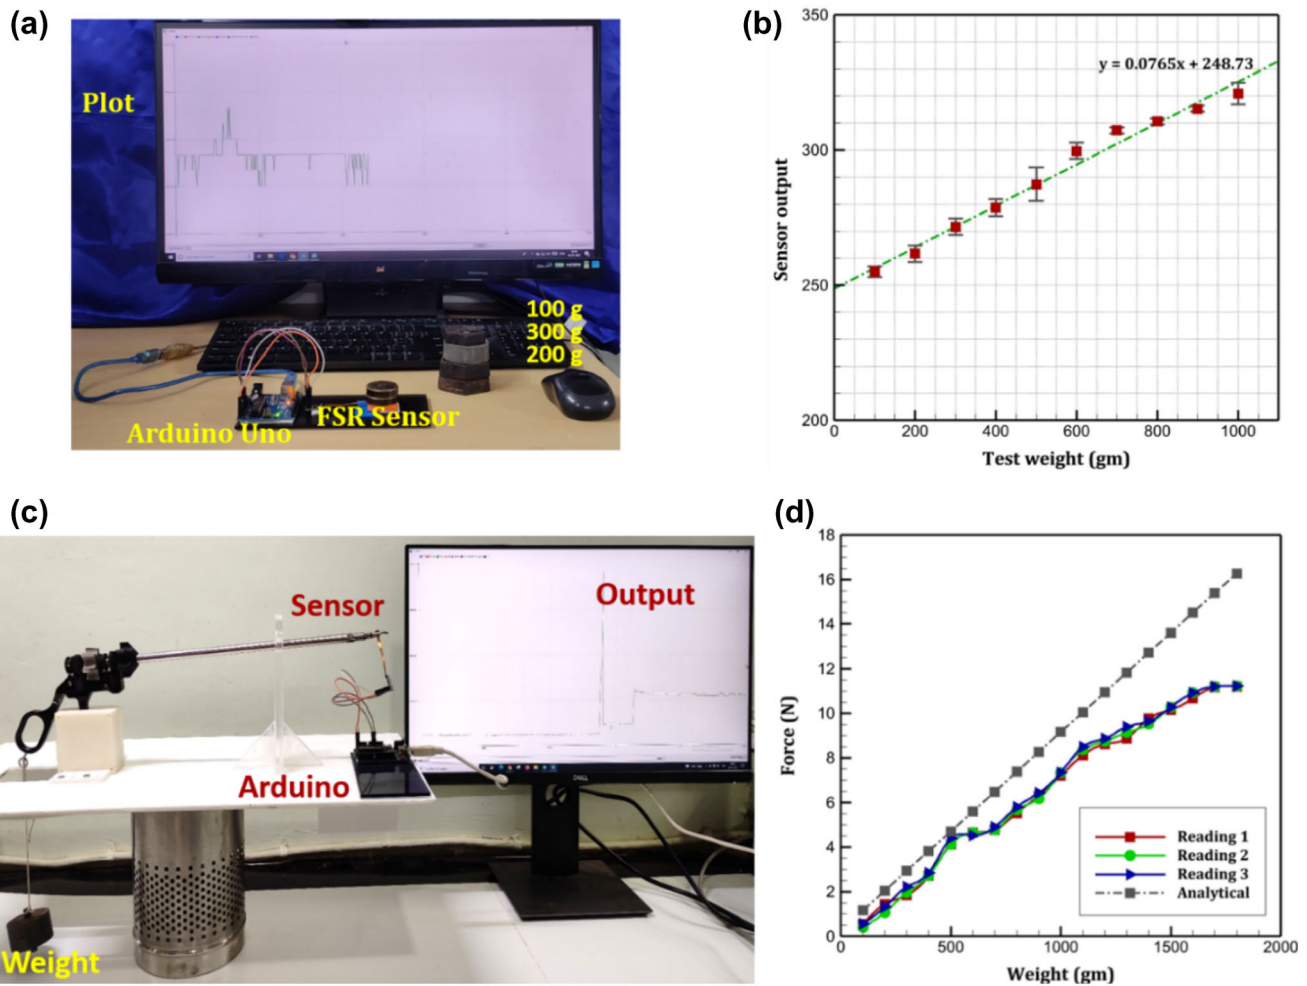 (a)
Plot
100 g
300 g
200 g
FSR Sensor
Arduino Uno
(b)
350
300
250
200
y = 0.0765x + 248.73
Sensor output
0
200
400
600
800
1000
Test weight (gm)
(c)
Sensor
Output
Arduino
Weight
DELL
(d)
18
16
14
12
10
8
6
4
2
0
Force (N)
Reading 1
Reading 2
Reading 3
Analytical
0
500
1000
1500
2000
Weight (gm)